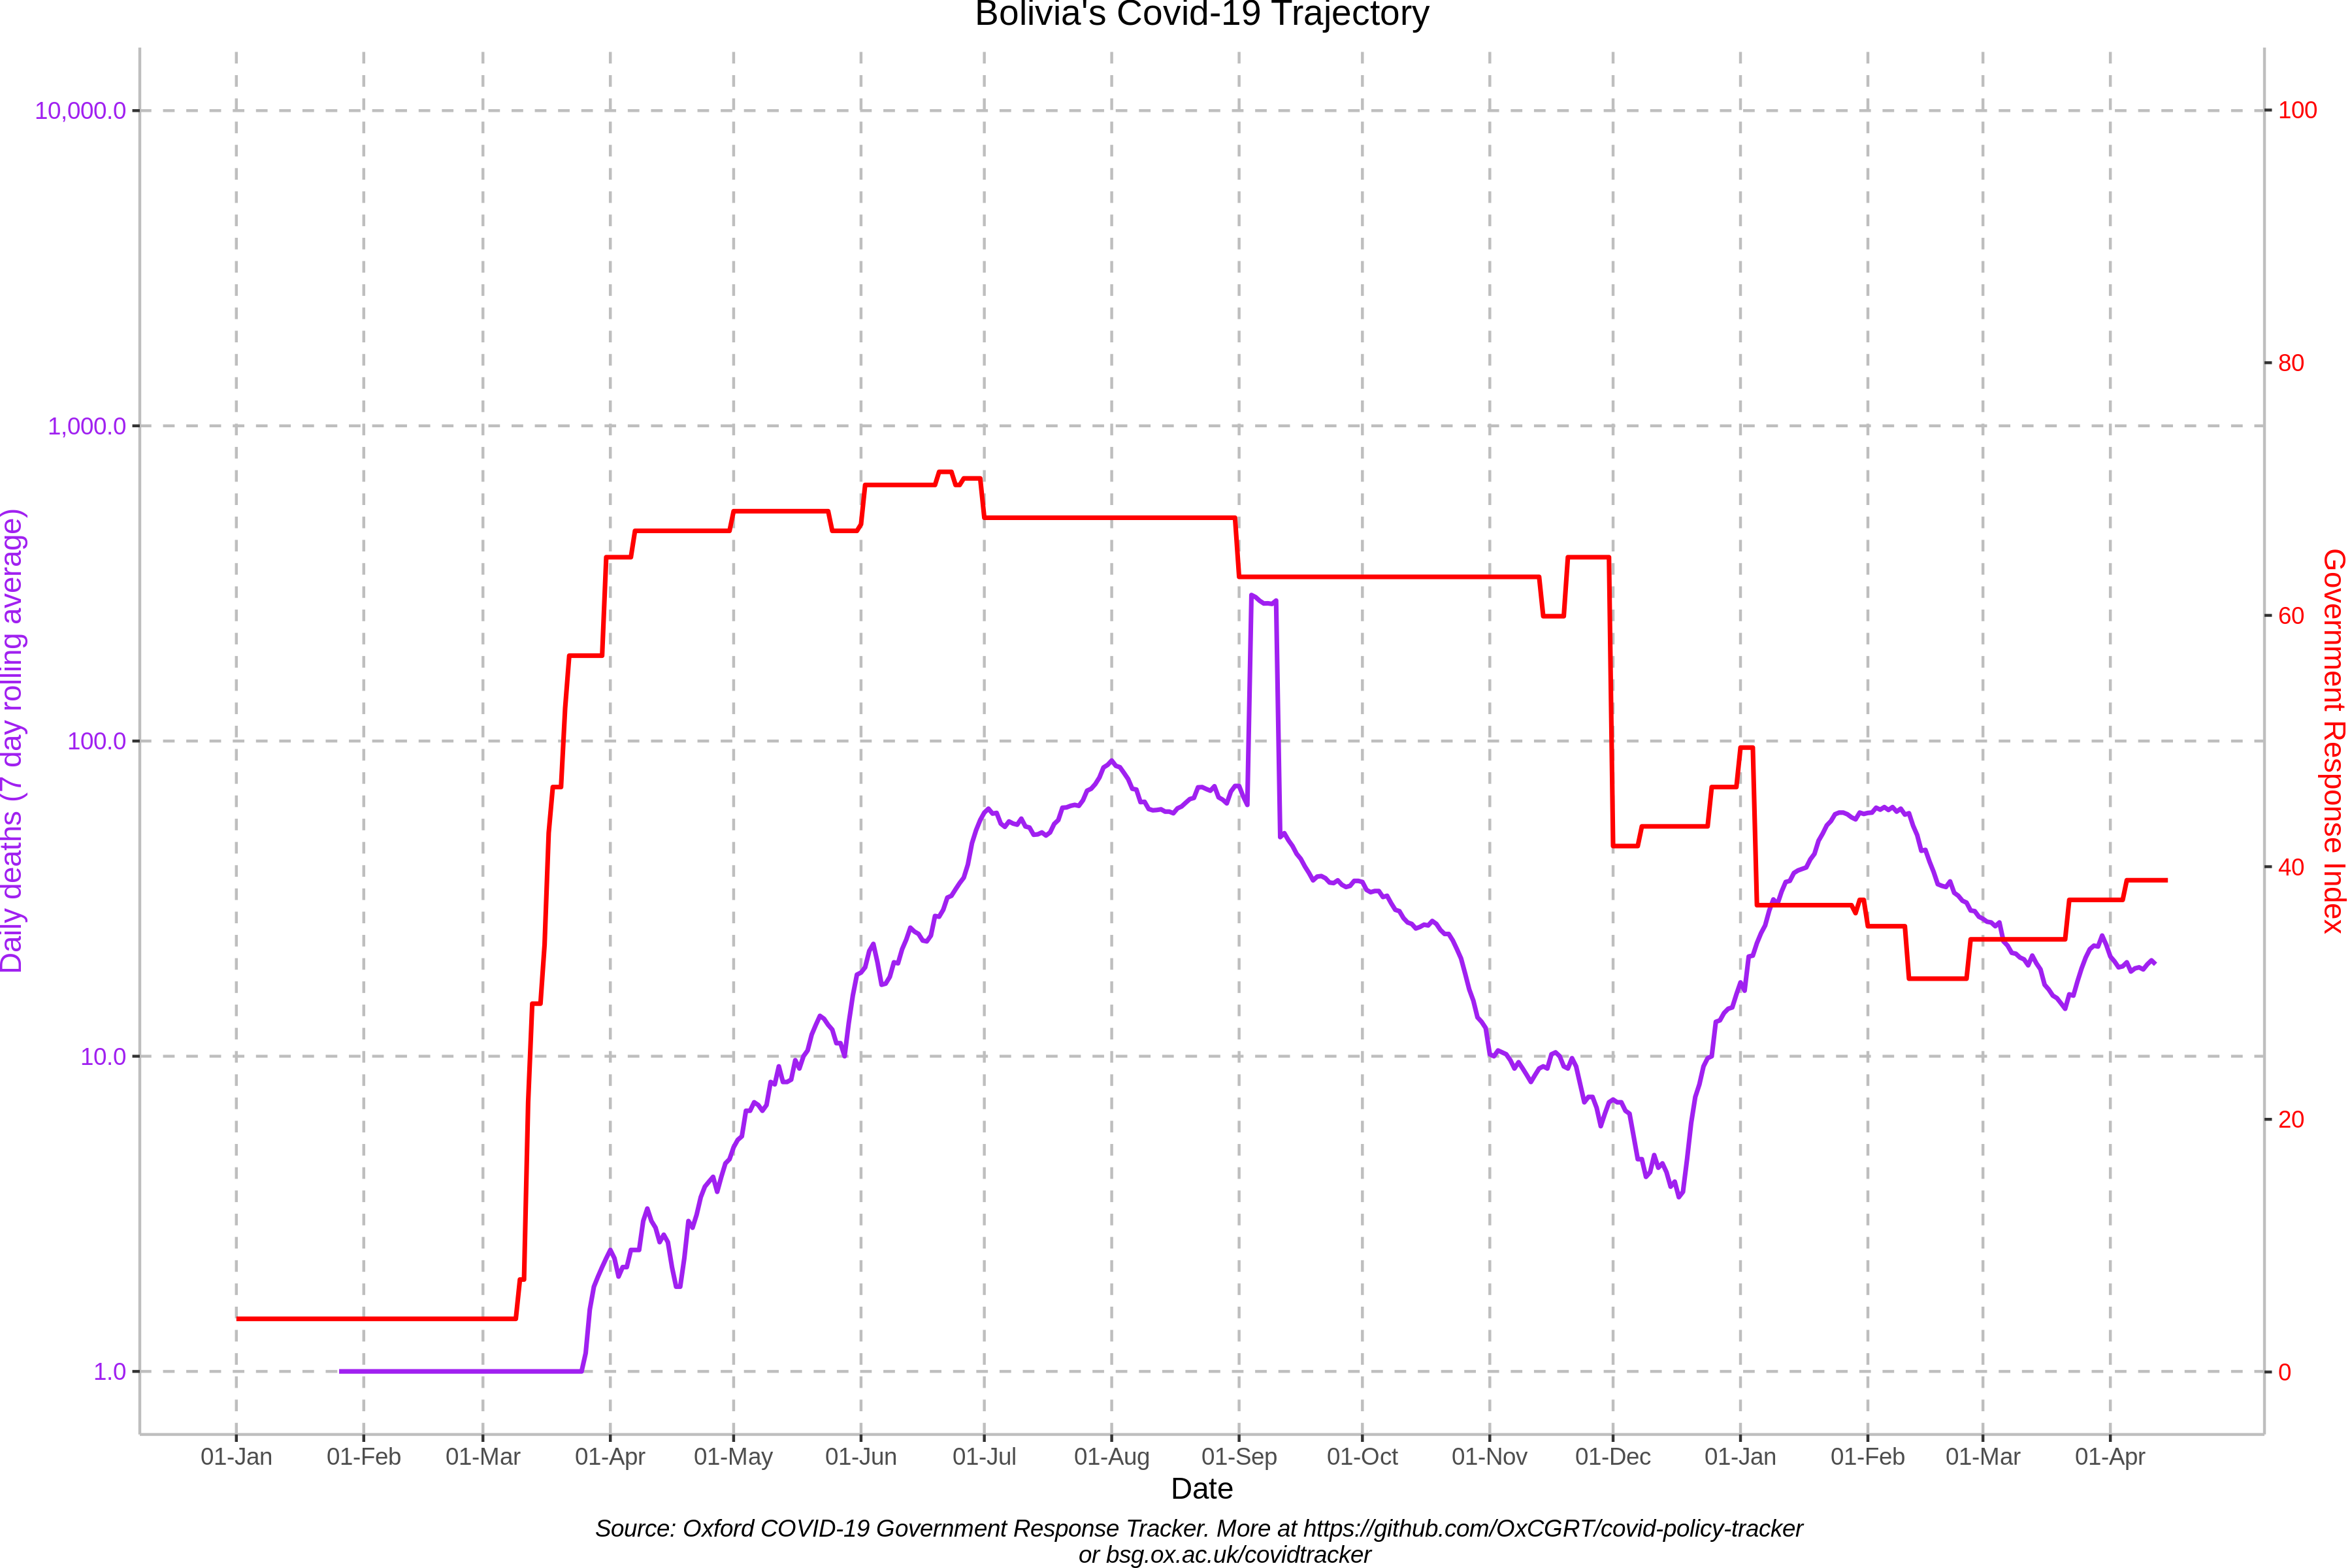 Bolivia's Covid-19 Trajectory
10,000.0
1,000.0
100.0
10.0
1.0
Daily deaths (7 day rolling average)
100
80
60
40
20
0
Government Response Index
01-Jan 01-Feb 01-Mar 01-Apr 01-May 01-Jun 01-Jul 01-Aug 01-Sep 01-Oct 01-Nov 01-Dec 01-Jan 01-Feb 01-Mar 01-Apr
Date
Source: Oxford COVID-19 Government Response Tracker. More at https://github.com/OxCGRT/covid-policy-tracker
or bsg.ox.ac.uk/covidtracker